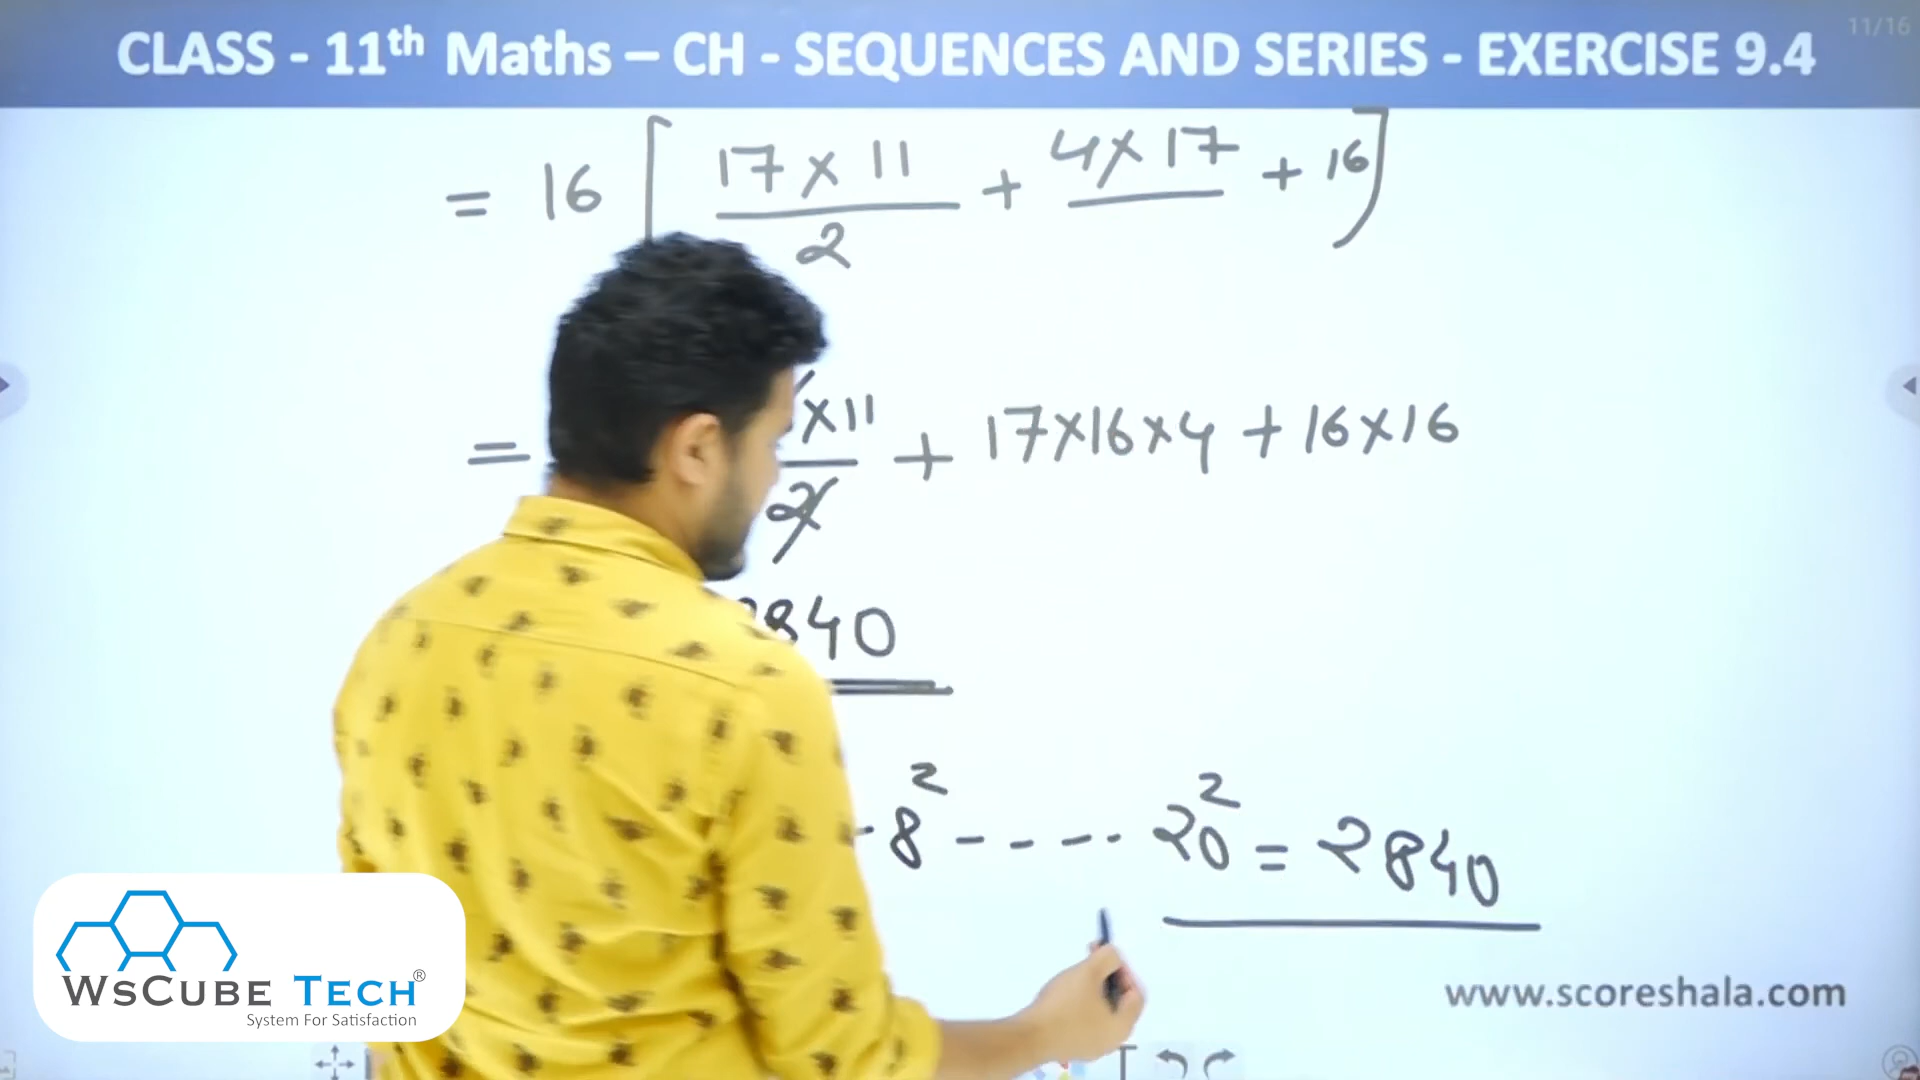 11/16
CLASS - 11th Maths – CH - SEQUENCES AND SERIES - EXERCISE 9.4
= 16 [ 17 × 11 / 2 + 4 × 17 + 16 ]
= × 11 / 2 + 17 × 16 × 4 + 16 × 16
840
8² - - - - 20² = 2840
WSCUBE TECH®
System For Satisfaction
www.scoreshala.com